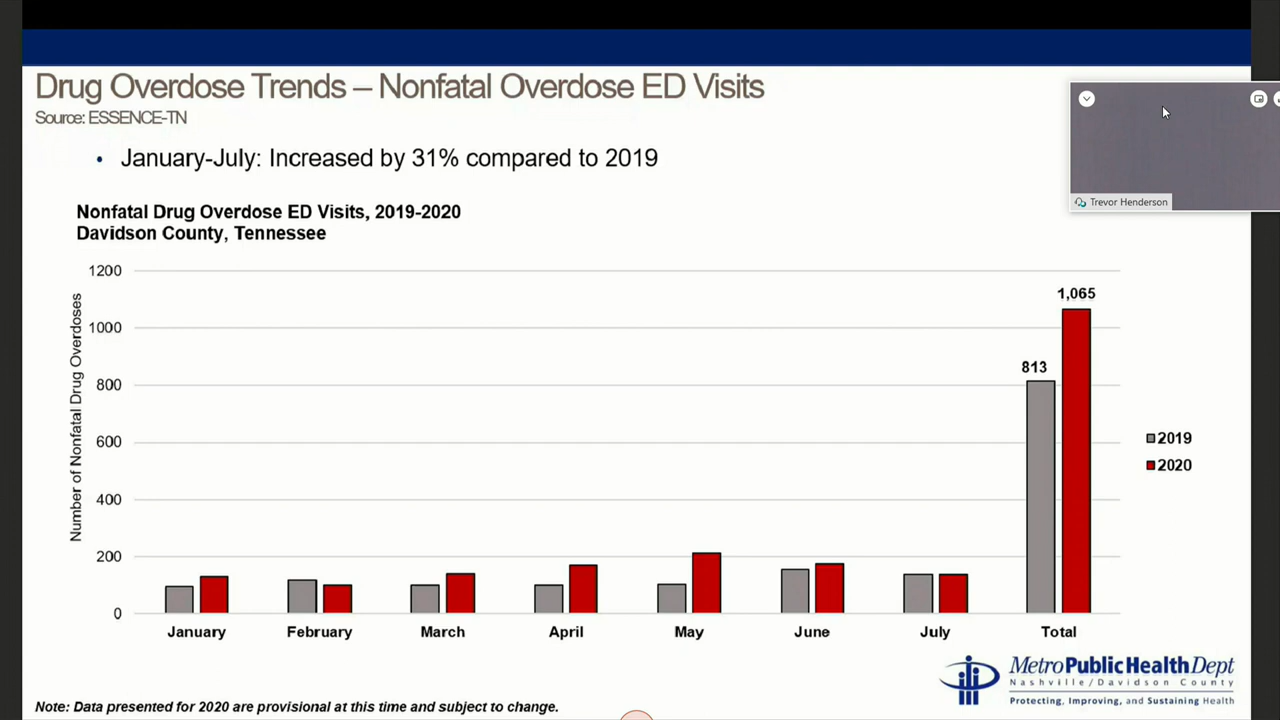 Drug Overdose Trends – Nonfatal Overdose ED Visits
Source: ESSENCE-TN
• January-July: Increased by 31% compared to 2019
Trevor Henderson
Nonfatal Drug Overdose ED Visits, 2019-2020
Davidson County, Tennessee
Number of Nonfatal Drug Overdoses
1200
1000
800
600
400
200
0
813
1,065
January February March April May June July Total
2019
2020
Metro Public Health Dept
Nashville/Davidson County
Protecting, Improving, and Sustaining Health
Note: Data presented for 2020 are provisional at this time and subject to change.